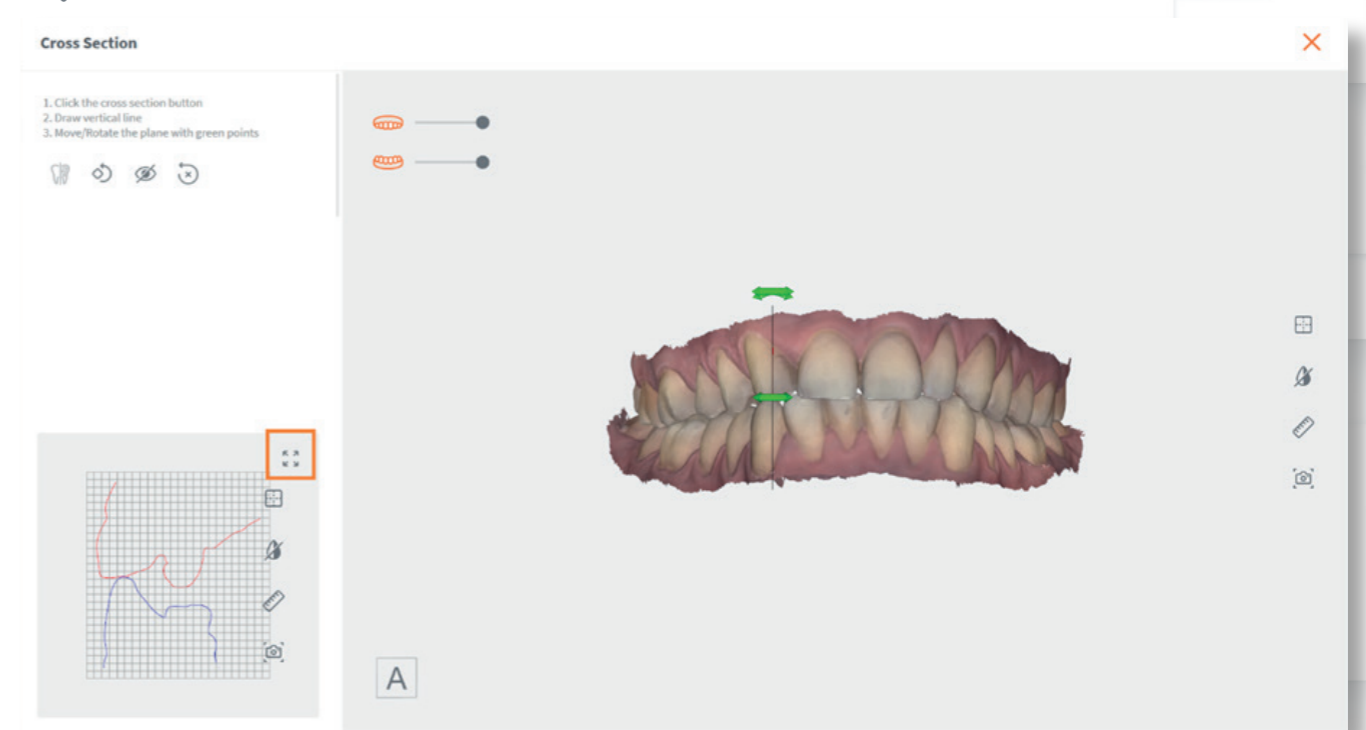 Cross Section
1. Click the cross section button
2. Draw vertical line
3. Move/Rotate the plane with green points
A